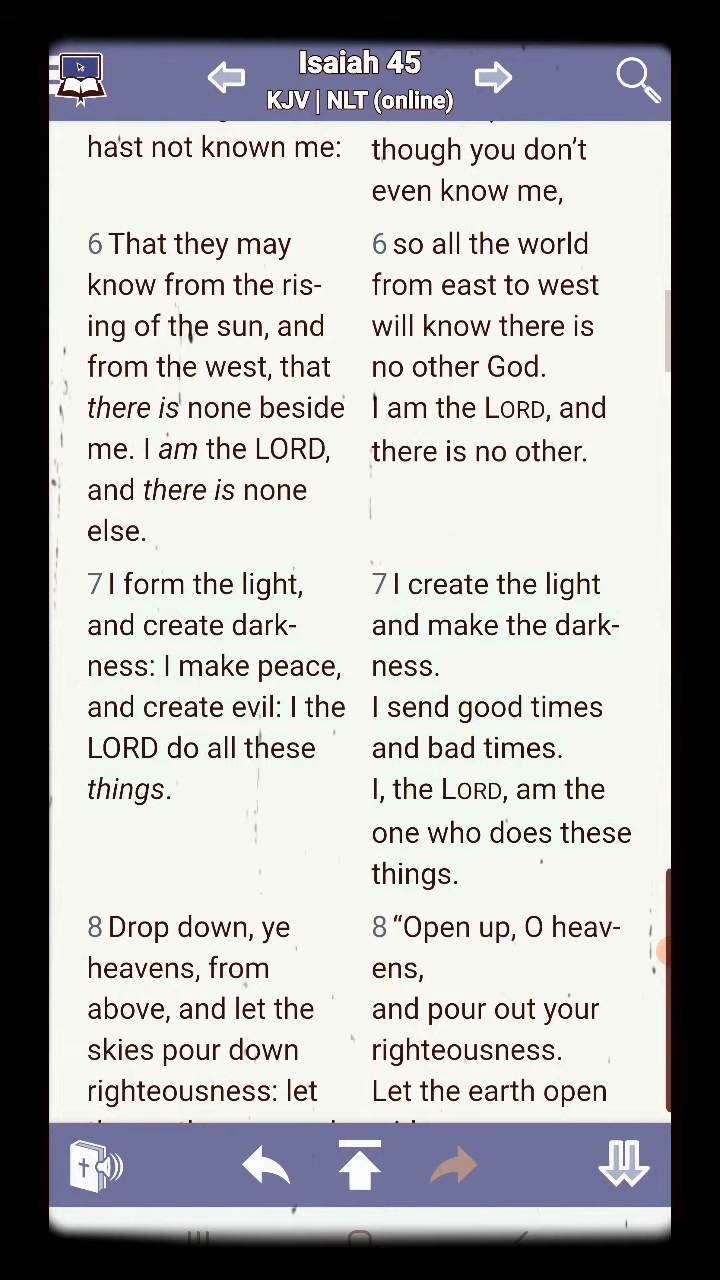 Isaiah 45
KJV | NLT (online)
hast not known me:
6 That they may
know from the ris-
ing of the sun, and
from the west, that
there is none beside
me. I am the LORD,
and there is none
else.
7 I form the light,
and create dark-
ness: I make peace,
and create evil: I the
LORD do all these
things.
8 Drop down, ye
heavens, from
above, and let the
skies pour down
righteousness: let
though you don’t
even know me,
6 so all the world
from east to west
will know there is
no other God.
I am the LORD, and
there is no other.
7 I create the light
and make the dark-
ness.
I send good times
and bad times.
I, the LORD, am the
one who does these
things.
8 “Open up, O heav-
ens,
and pour out your
righteousness.
Let the earth open